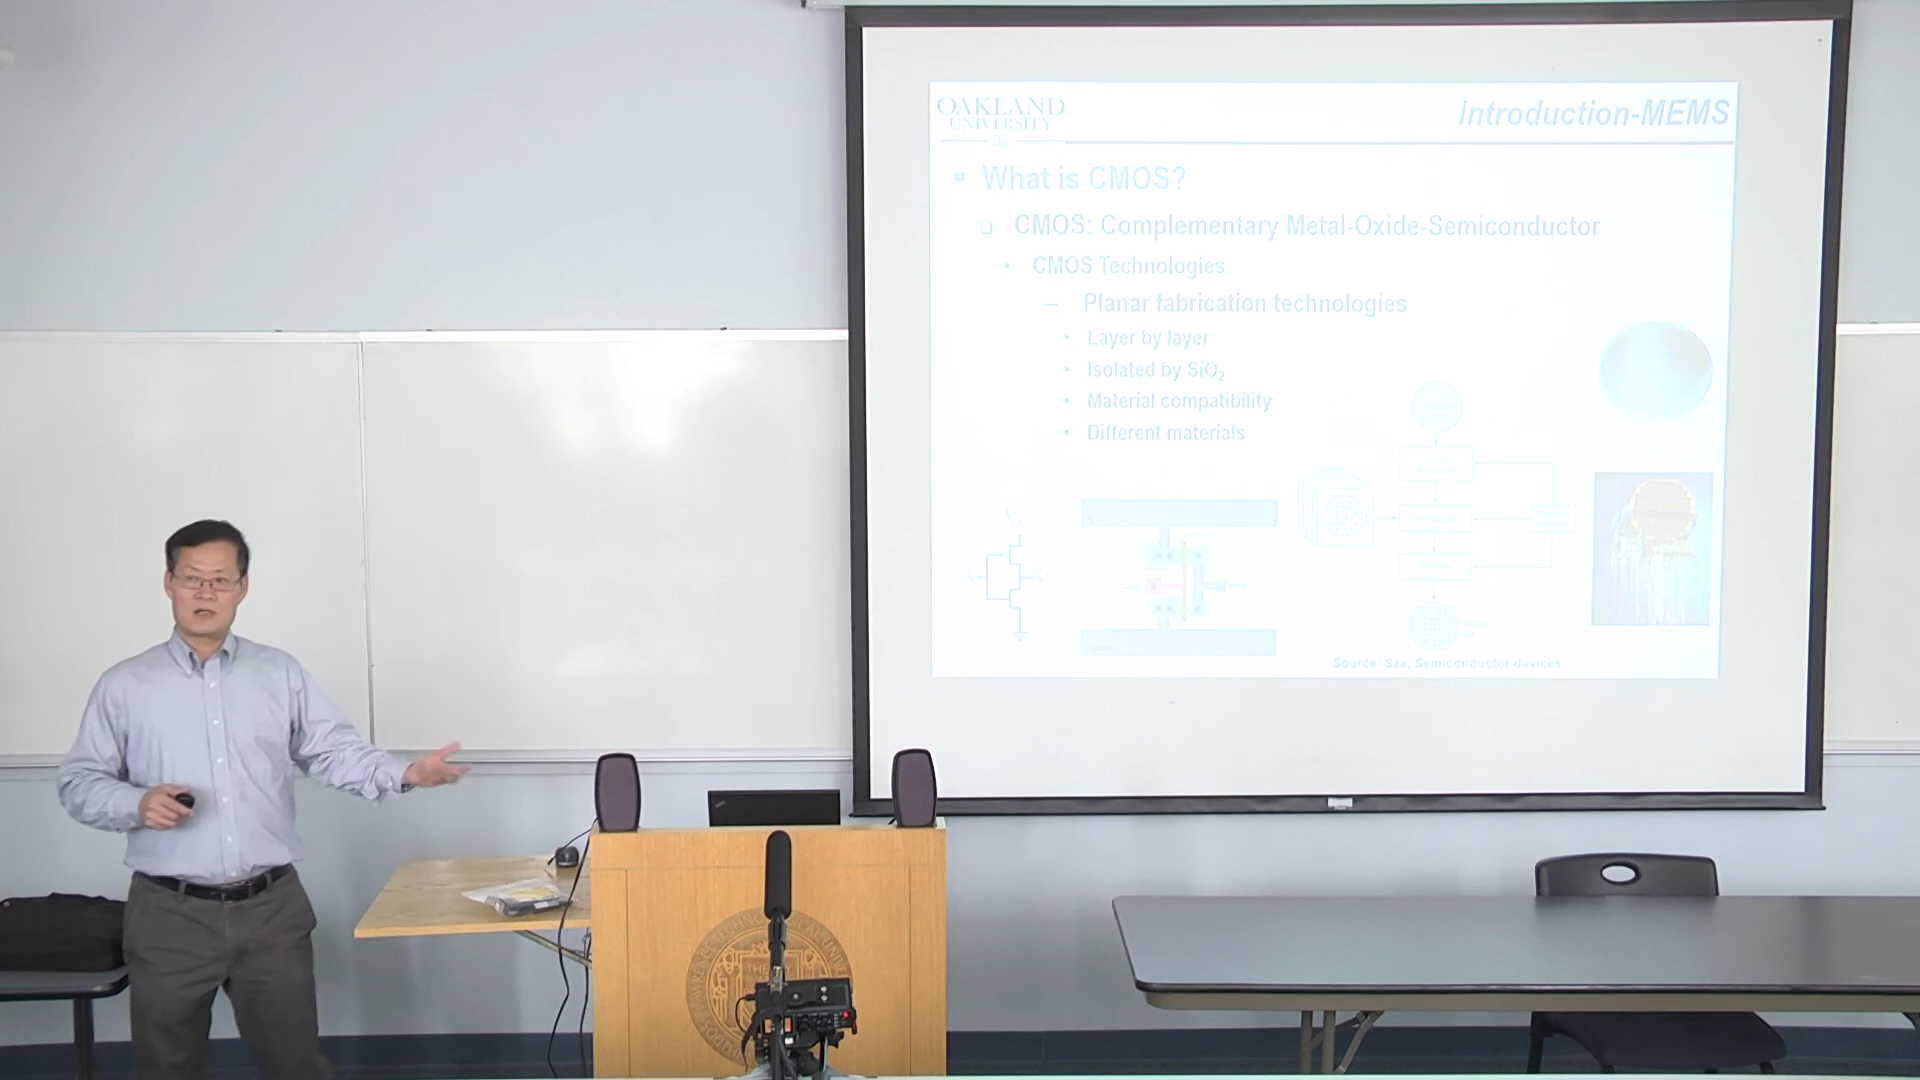 OAKLAND
UNIVERSITY
Introduction-MEMS
What is CMOS?
CMOS: Complementary Metal-Oxide-Semiconductor
CMOS Technologies
Planar fabrication technologies
Layer by layer
Isolated by SiO₂
Material compatibility
Different materials
Source: Sze, Semiconductor devices